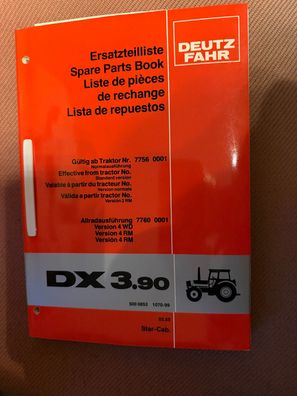 Ersatzteilliste
Spare Parts Book
Liste de pièces
de rechange
Lista de repuestos
DEUTZ
FAHR
Gültig ab Traktor Nr. 7756 0001
Normalausführung
Effective from tractor No.
Standard version
Valable à partir du tracteur No.
Version normale
Válida a partir tractor No.
Versión 2 RM
Allradausführung 7760 0001
Version 4 WD
Version 4 RM
Versión 4 RM
DX 3.90
1070-99
Star-Cab.